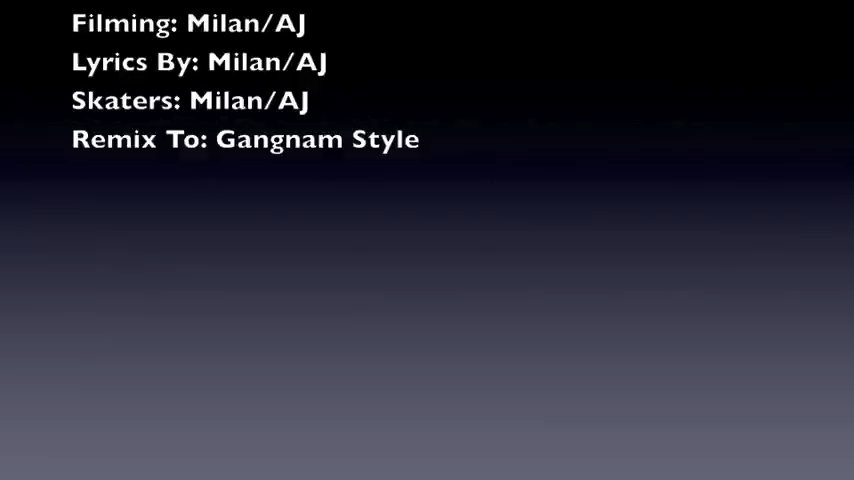 Filming: Milan/AJ
Lyrics By: Milan/AJ
Skaters: Milan/AJ
Remix To: Gangnam Style